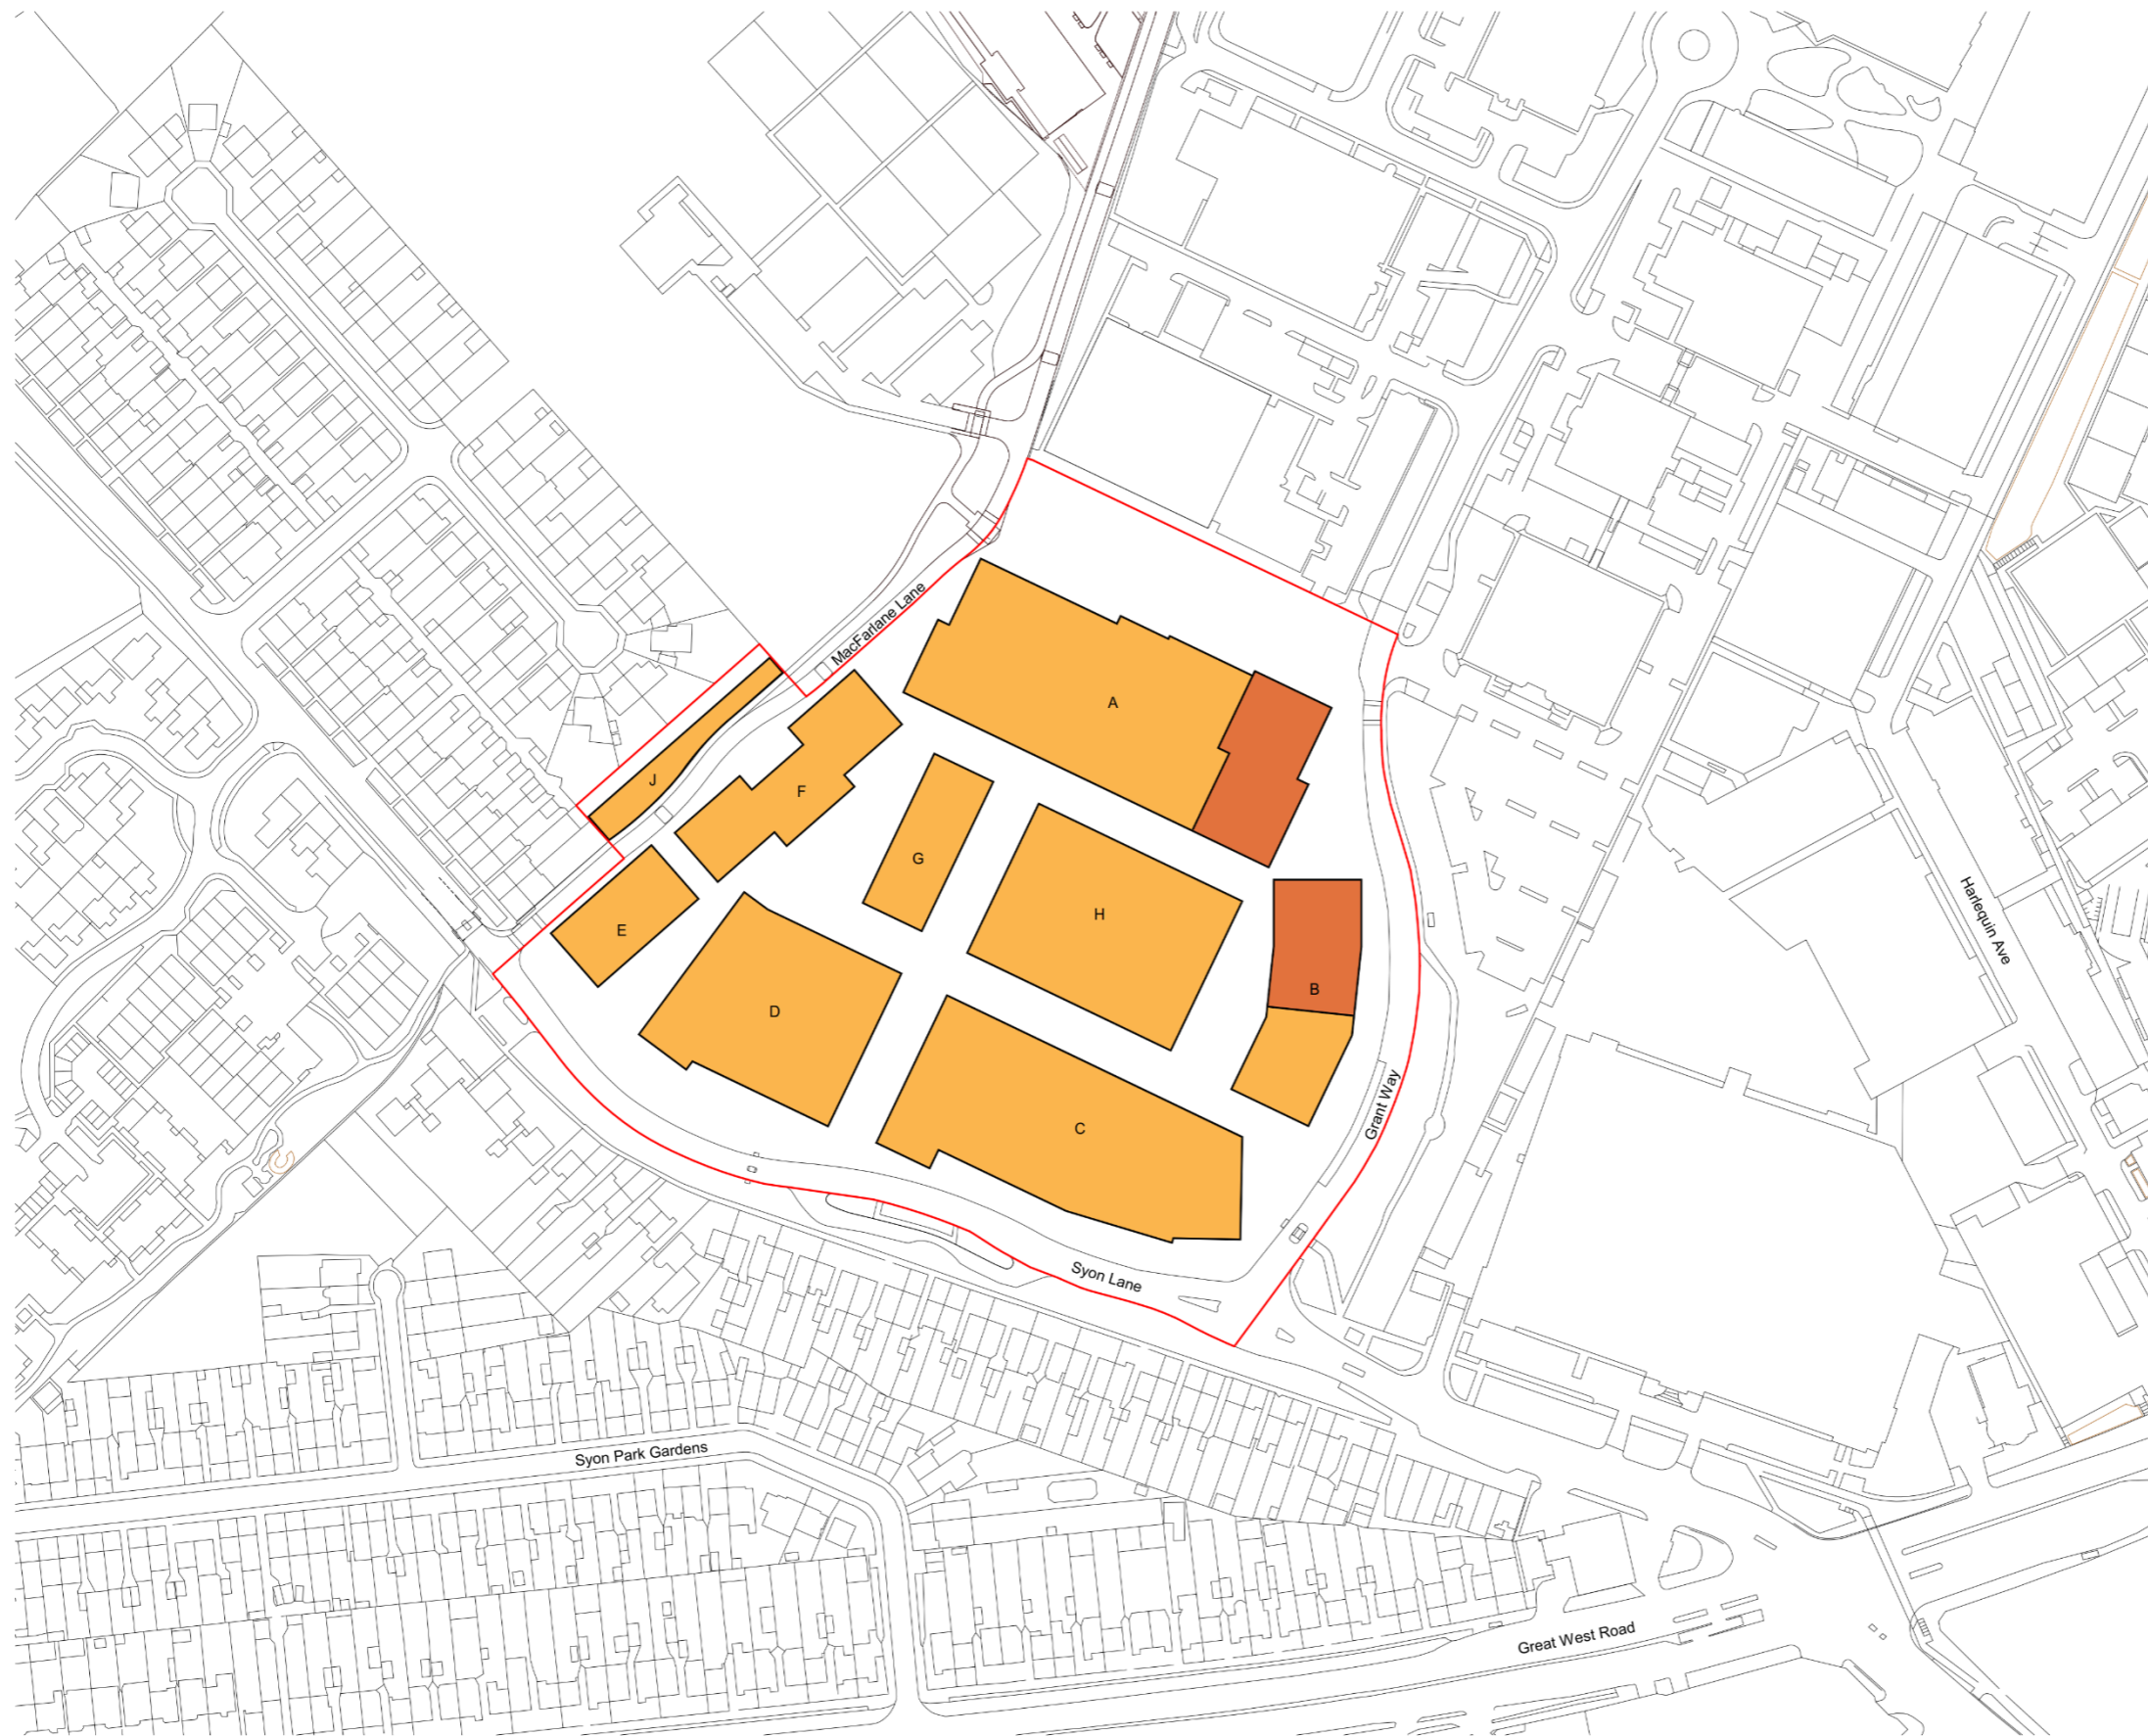 MacFarlane Lane
A
J
F
G
E
H
Harlequin Ave
B
D
C
Grant Way
Syon Lane
Syon Park Gardens
Great West Road